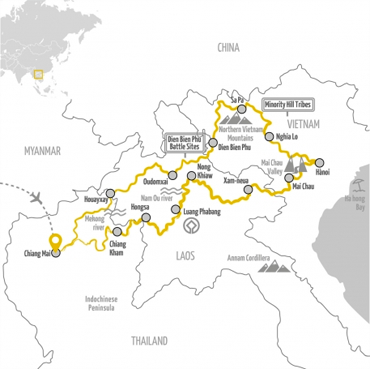 CHINA
Sa Pa
Minority Hill Tribes
VIETNAM
Northern Vietnam
Mountains
Dien Bien Phu
Battle Sites
Nghia Lo
Dien Bien Phu
MYANMAR
Mai Chau
Valley
Hanoi
Nong
Khiaw
Oudomxai
Xam-neua
Mai Chau
Ha long
Bay
Houayxay
Nam Ou river
Hongsa
Luang Phabang
Mekong
river
Chiang Mai
Chiang
Kham
LAOS
Annam Cordillera
Indochinese
Peninsula
THAILAND